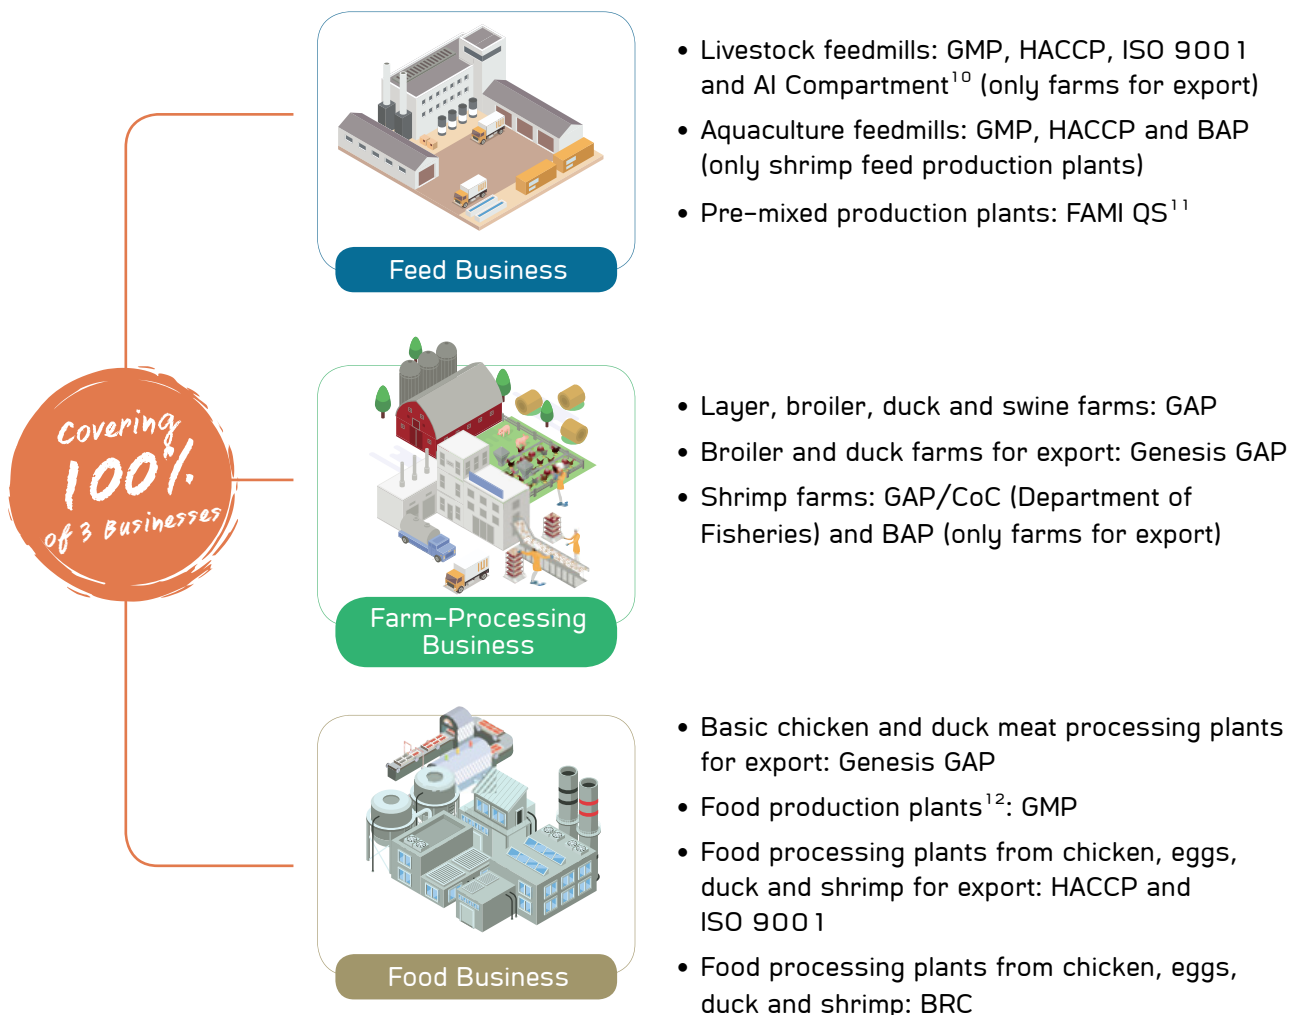 • Livestock feedmills: GMP, HACCP, ISO 9001
and AI Compartment¹⁰ (only farms for export)
• Aquaculture feedmills: GMP, HACCP and BAP
(only shrimp feed production plants)
• Pre-mixed production plants: FAMI QS¹¹
Feed Business
Covering
100%
of 3 Businesses
• Layer, broiler, duck and swine farms: GAP
• Broiler and duck farms for export: Genesis GAP
• Shrimp farms: GAP/CoC (Department of
Fisheries) and BAP (only farms for export)
Farm-Processing
Business
• Basic chicken and duck meat processing plants
for export: Genesis GAP
• Food production plants¹²: GMP
• Food processing plants from chicken, eggs,
duck and shrimp for export: HACCP and
ISO 9001
• Food processing plants from chicken, eggs,
duck and shrimp: BRC
Food Business